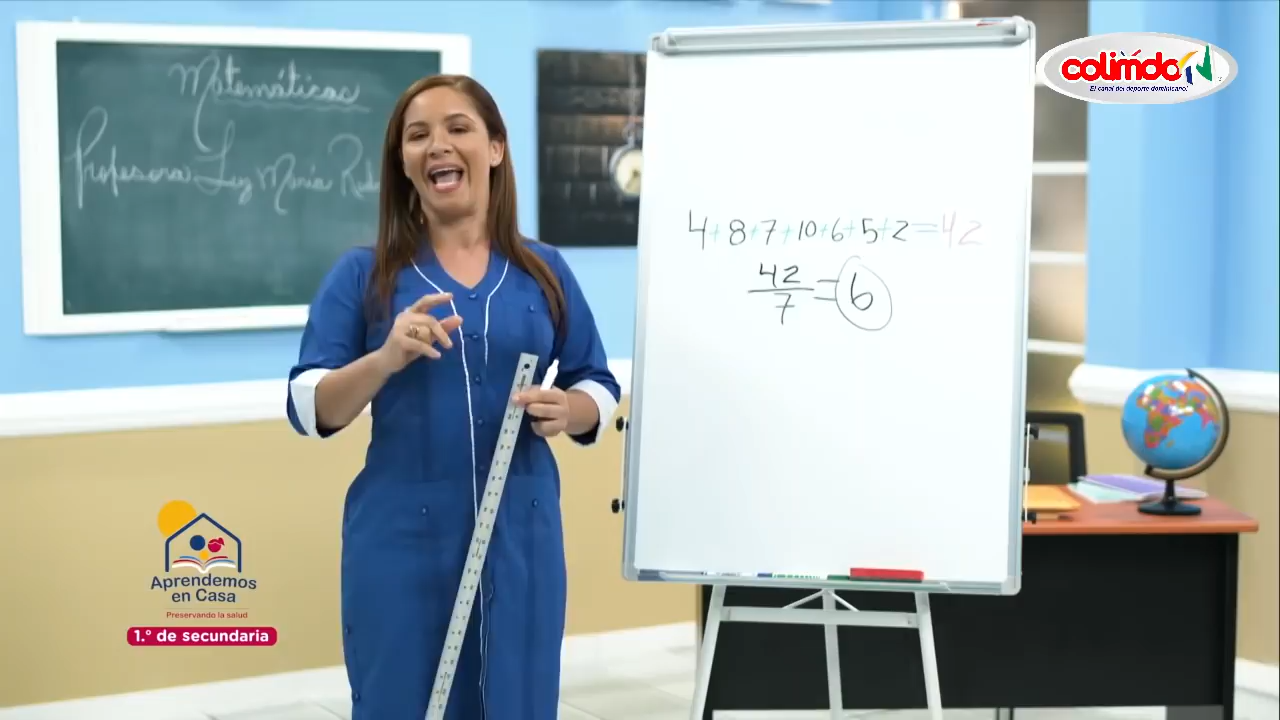 Matemáticas
Profesora: Luz María
4+8+7+10+6+5+2=42
42
7
=6
colimdo
El canal del deporte dominicano!
Aprendemos
en Casa
Preservando la salud
1.° de secundaria